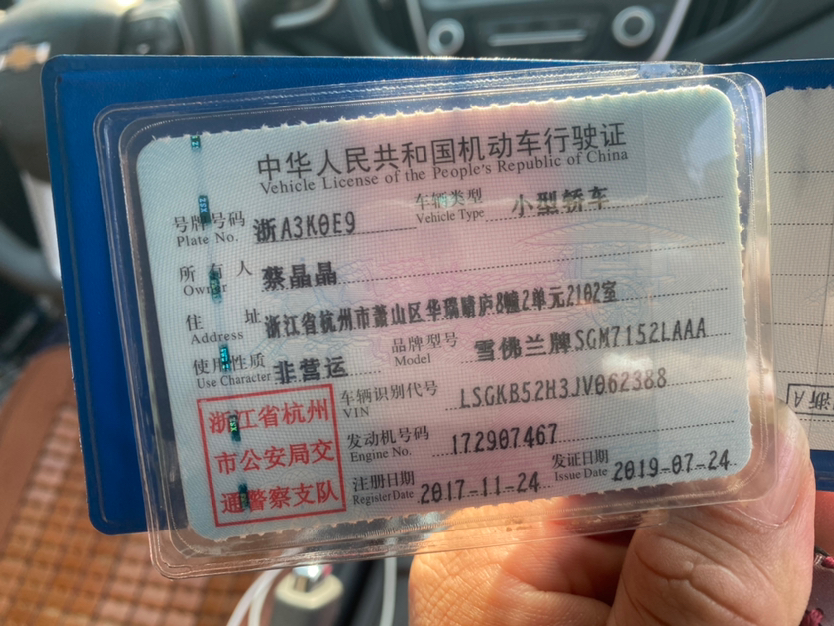 中华人民共和国机动车行驶证
Vehicle License of the People's Republic of China
号牌号码 浙A3K0E9 车辆类型 小型轿车
Plate No. Vehicle Type
所有人 蔡晶晶
Owner
住址 浙江省杭州市萧山区华瑞晴庐8幢2单元2102室
Address
使用性质 非营运 品牌型号 雪佛兰牌SGM7152LAAA
Use Character Model
车辆识别代号 LSGKB52H3JV062388
VIN
发动机号码 172907467
Engine No.
注册日期 2017-11-24 发证日期 2019-07-24
Register Date Issue Date
浙江省杭州
市公安局交
通警察支队
浙A